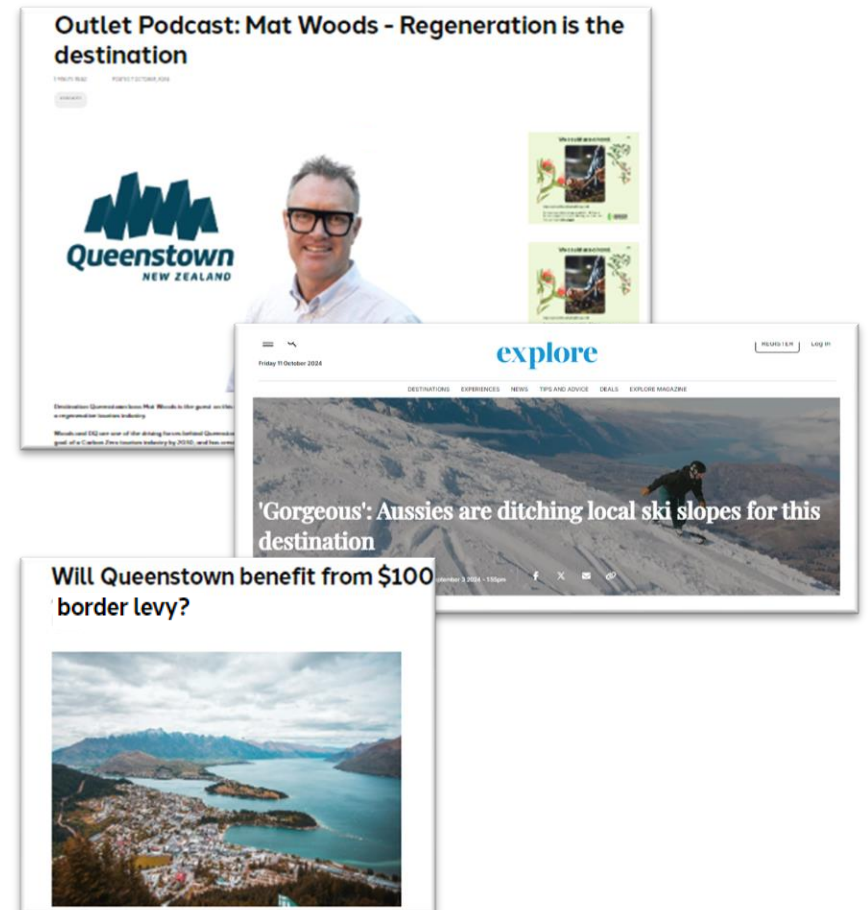 Outlet Podcast: Mat Woods - Regeneration is the
destination
Queenstown
NEW ZEALAND
Destination Queenstown boss Mat Woods is the guest on this
a regenerative tourism industry.
Woods and DQ are one of the driving forces behind
goal of a Carbon Zero tourism industry by 2030, and has
explore
REGISTER
Log In
Friday 11 October 2024
DESTINATIONS EXPERIENCES NEWS TIPS AND ADVICE DEALS EXPLORE MAGAZINE
'Gorgeous': Aussies are ditching local ski slopes for this
destination
3 2024 - 1:55pm
Will Queenstown benefit from $100
border levy?